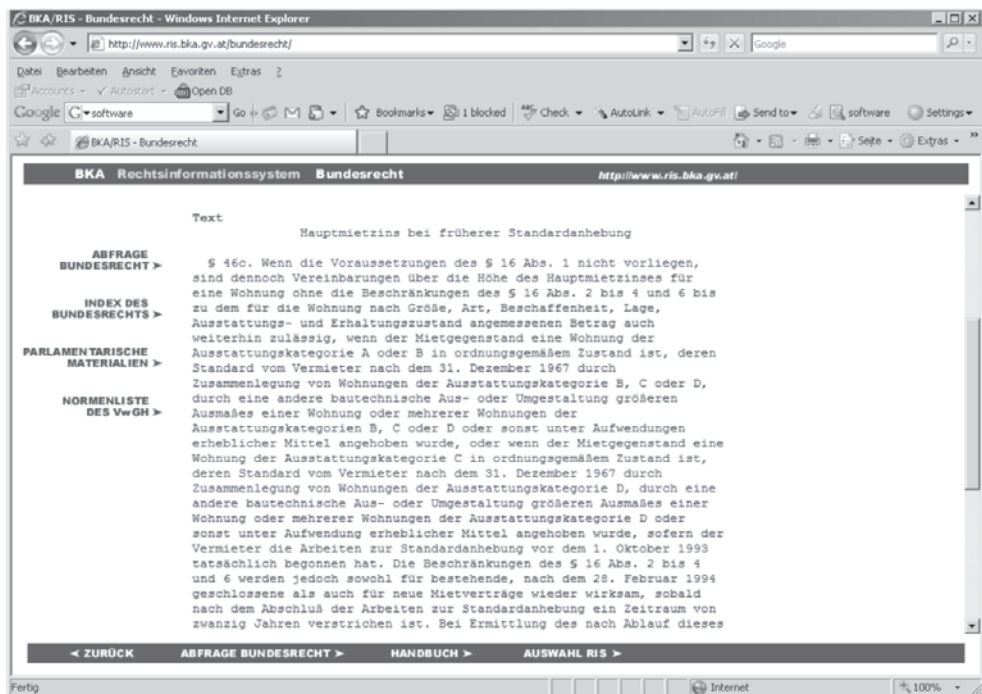 BKA/RIS - Bundesrecht - Windows Internet Explorer
http://www.ris.bka.gv.at/bundesrecht/
Google
Datei Bearbeiten Ansicht Favoriten Extras ?
Accounts Autostart Open DB
Google software Go Bookmarks 1 blocked Check AutoLink AutoFill Send to software Settings
BKA/RIS - Bundesrecht
Seite Extras
BKA Rechtsinformationssystem Bundesrecht http://www.ris.bka.gv.at/
ABFRAGE
BUNDESRECHT
INDEX DES
BUNDESRECHTS
PARLAMENTARISCHE
MATERIALIEN
NORMENLISTE
DES VwGH
Text
Hauptmietzins bei früherer Standardanhebung
§ 46c. Wenn die Voraussetzungen des § 16 Abs. 1 nicht vorliegen,
sind dennoch Vereinbarungen über die Höhe des Hauptmietzinses für
eine Wohnung ohne die Beschränkungen des § 16 Abs. 2 bis 4 und 6 bis
zu dem für die Wohnung nach Größe, Art, Beschaffenheit, Lage,
Ausstattungs- und Erhaltungszustand angemessenen Betrag auch
weiterhin zulässig, wenn der Mietgegenstand eine Wohnung der
Ausstattungskategorie A oder B in ordnungsgemäßem Zustand ist, deren
Standard vom Vermieter nach dem 31. Dezember 1967 durch
Zusammenlegung von Wohnungen der Ausstattungskategorie B, C oder D,
durch eine andere bautechnische Aus- oder Umgestaltung größeren
Ausmaßes einer Wohnung oder mehrerer Wohnungen der
Ausstattungskategorien B, C oder D oder sonst unter Aufwendungen
erheblicher Mittel angehoben wurde, oder wenn der Mietgegenstand eine
Wohnung der Ausstattungskategorie C in ordnungsgemäßem Zustand ist,
deren Standard vom Vermieter nach dem 31. Dezember 1967 durch
Zusammenlegung von Wohnungen der Ausstattungskategorie D, durch eine
andere bautechnische Aus- oder Umgestaltung größeren Ausmaßes einer
Wohnung oder mehrerer Wohnungen der Ausstattungskategorie D oder
sonst unter Aufwendung erheblicher Mittel angehoben wurde, sofern der
Vermieter die Arbeiten zur Standardanhebung vor dem 1. Oktober 1993
tatsächlich begonnen hat. Die Beschränkungen des § 16 Abs. 2 bis 4
und 6 werden jedoch sowohl für bestehende, nach dem 28. Februar 1994
geschlossene als auch für neue Mietverträge wieder wirksam, sobald
nach dem Abschluß der Arbeiten zur Standardanhebung ein Zeitraum von
zwanzig Jahren verstrichen ist. Bei Ermittlung des nach Ablauf dieses
ZURÜCK ABFRAGE BUNDESRECHT HANDBUCH AUSWAHL RIS
Fertig Internet 100%